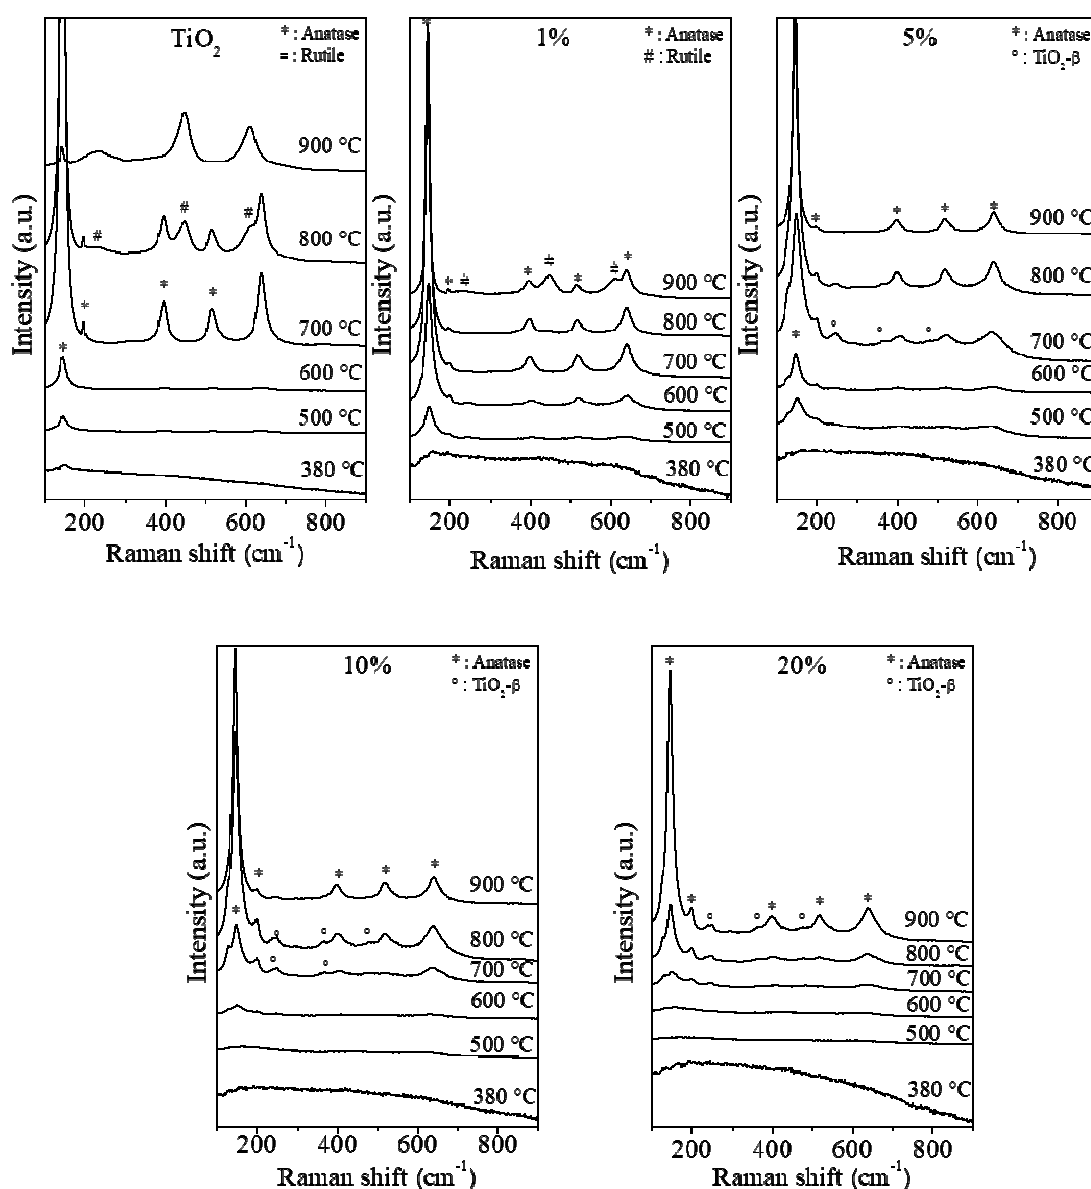 TiO2
* : Anatase
= : Rutile
900 °C
800 °C
700 °C
600 °C
500 °C
380 °C
* # * * # * * #
Intensity (a.u.)
200 400 600 800
Raman shift (cm-1)
1%
* : Anatase
# : Rutile
900 °C
800 °C
700 °C
600 °C
500 °C
380 °C
Intensity (a.u.)
200 400 600 800
Raman shift (cm-1)
5%
* : Anatase
° : TiO2-β
900 °C
800 °C
700 °C
600 °C
500 °C
380 °C
Intensity (a.u.)
200 400 600 800
Raman shift (cm-1)
10%
* : Anatase
° : TiO2-β
900 °C
800 °C
700 °C
600 °C
500 °C
380 °C
Intensity (a.u.)
200 400 600 800
Raman shift (cm-1)
20%
* : Anatase
° : TiO2-β
900 °C
800 °C
700 °C
600 °C
500 °C
380 °C
Intensity (a.u.)
200 400 600 800
Raman shift (cm-1)